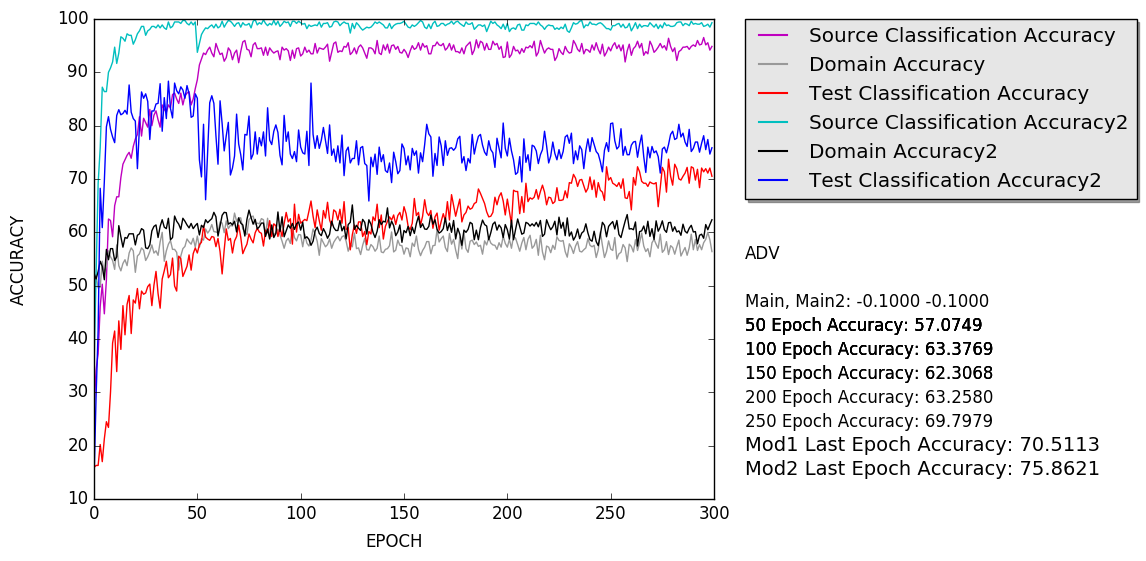 100
90
80
70
60
50
40
30
20
10
0
50
100
150
200
250
300
ACCURACY
EPOCH
Source Classification Accuracy
Domain Accuracy
Test Classification Accuracy
Source Classification Accuracy2
Domain Accuracy2
Test Classification Accuracy2
ADV
Main, Main2: -0.1000 -0.1000
50 Epoch Accuracy: 57.0749
100 Epoch Accuracy: 63.3769
150 Epoch Accuracy: 62.3068
200 Epoch Accuracy: 63.2580
250 Epoch Accuracy: 69.7979
Mod1 Last Epoch Accuracy: 70.5113
Mod2 Last Epoch Accuracy: 75.8621